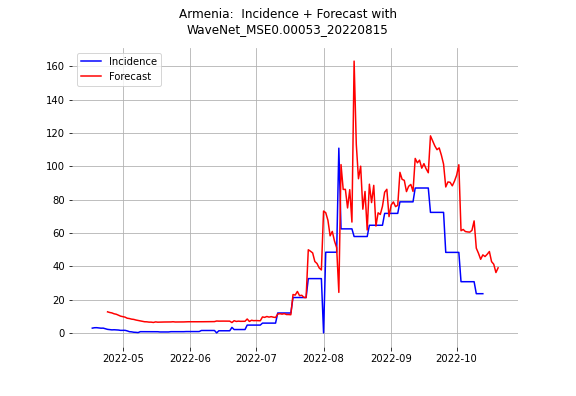 Armenia:  Incidence + Forecast with
WaveNet_MSE0.00053_20220815
Incidence
Forecast
160
140
120
100
80
60
40
20
0
2022-05 2022-06 2022-07 2022-08 2022-09 2022-10